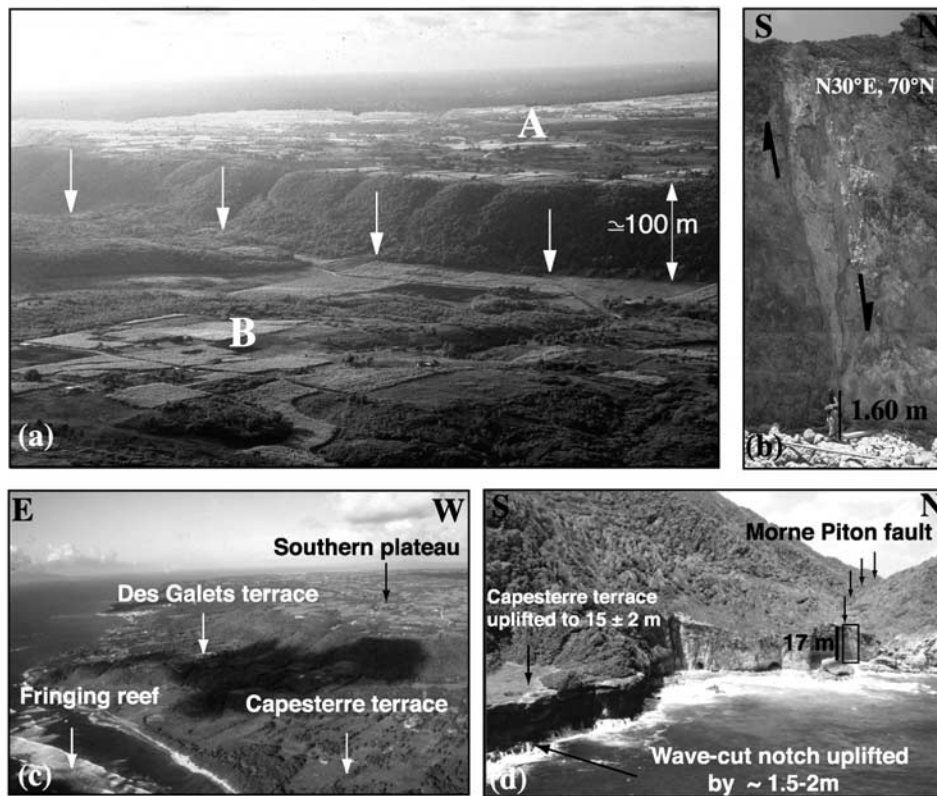 A
≃100 m
B
(a)
S N
N30°E, 70°N
1.60 m
(b)
E W
Southern plateau
Des Galets terrace
Fringing reef
Capesterre terrace
(c)
S N
Morne Piton fault
Capesterre terrace
uplifted to 15 ± 2 m
17 m
Wave-cut notch uplifted
by ~ 1.5-2m
(d)